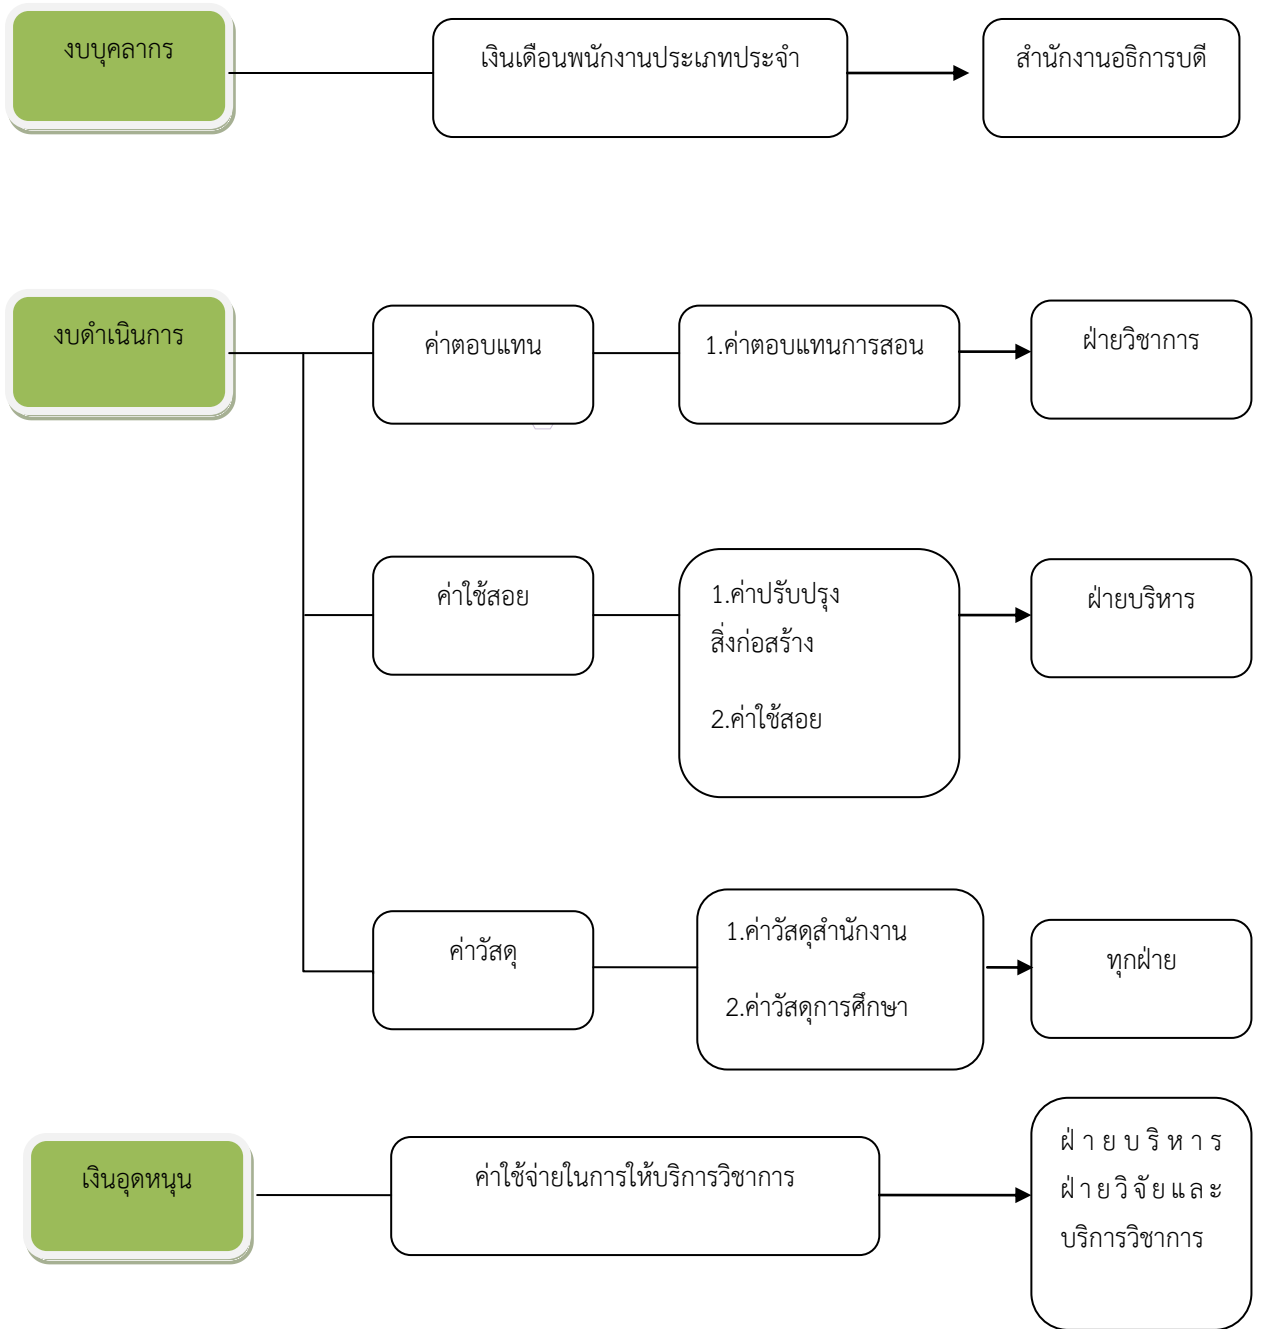 งบบุคลากร
เงินเดือนพนักงานประเภทประจำ
สำนักงานอธิการบดี
งบดำเนินการ
ค่าตอบแทน
1.ค่าตอบแทนการสอน
ฝ่ายวิชาการ
ค่าใช้สอย
1.ค่าปรับปรุง
สิ่งก่อสร้าง
2.ค่าใช้สอย
ฝ่ายบริหาร
ค่าวัสดุ
1.ค่าวัสดุสำนักงาน
2.ค่าวัสดุการศึกษา
ทุกฝ่าย
เงินอุดหนุน
ค่าใช้จ่ายในการให้บริการวิชาการ
ฝ่ายบริหาร
ฝ่ายวิจัยและ
บริการวิชาการ